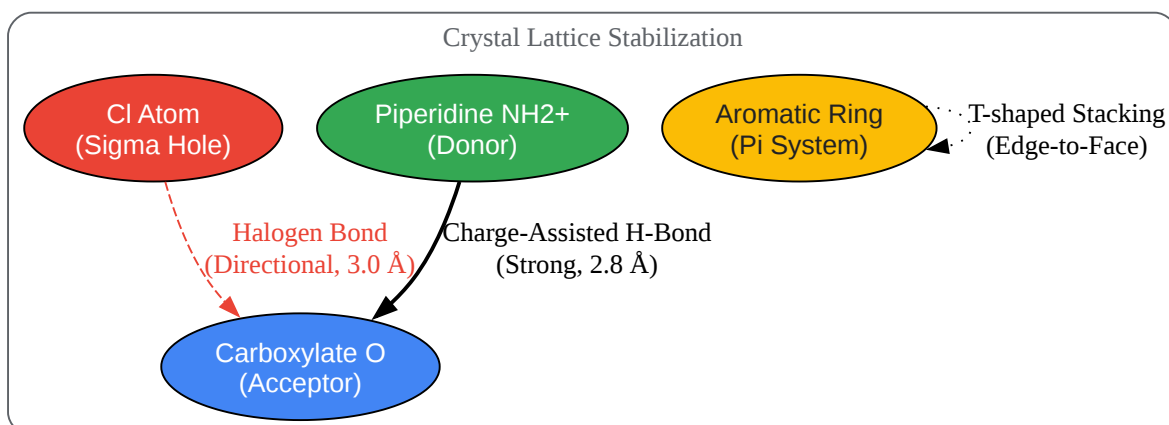 Crystal Lattice Stabilization
Cl Atom
(Sigma Hole)
Piperidine NH2+
(Donor)
Aromatic Ring
(Pi System)
T-shaped Stacking
(Edge-to-Face)
Halogen Bond
(Directional, 3.0 Å)
Charge-Assisted H-Bond
(Strong, 2.8 Å)
Carboxylate O
(Acceptor)